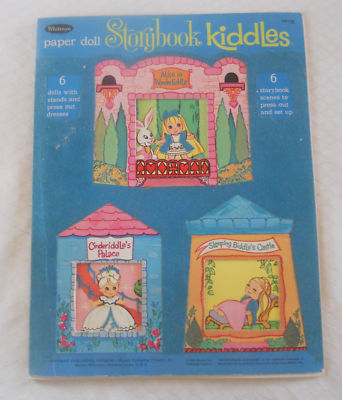 Whitman
paper doll Storybook kiddles
6
dolls with
stands and
press out
dresses
Alice in
Wonderliddle
6
storybook
scenes to
press out
and set up
Cinderiddle's
Palace
Sleeping Biddle's Castle